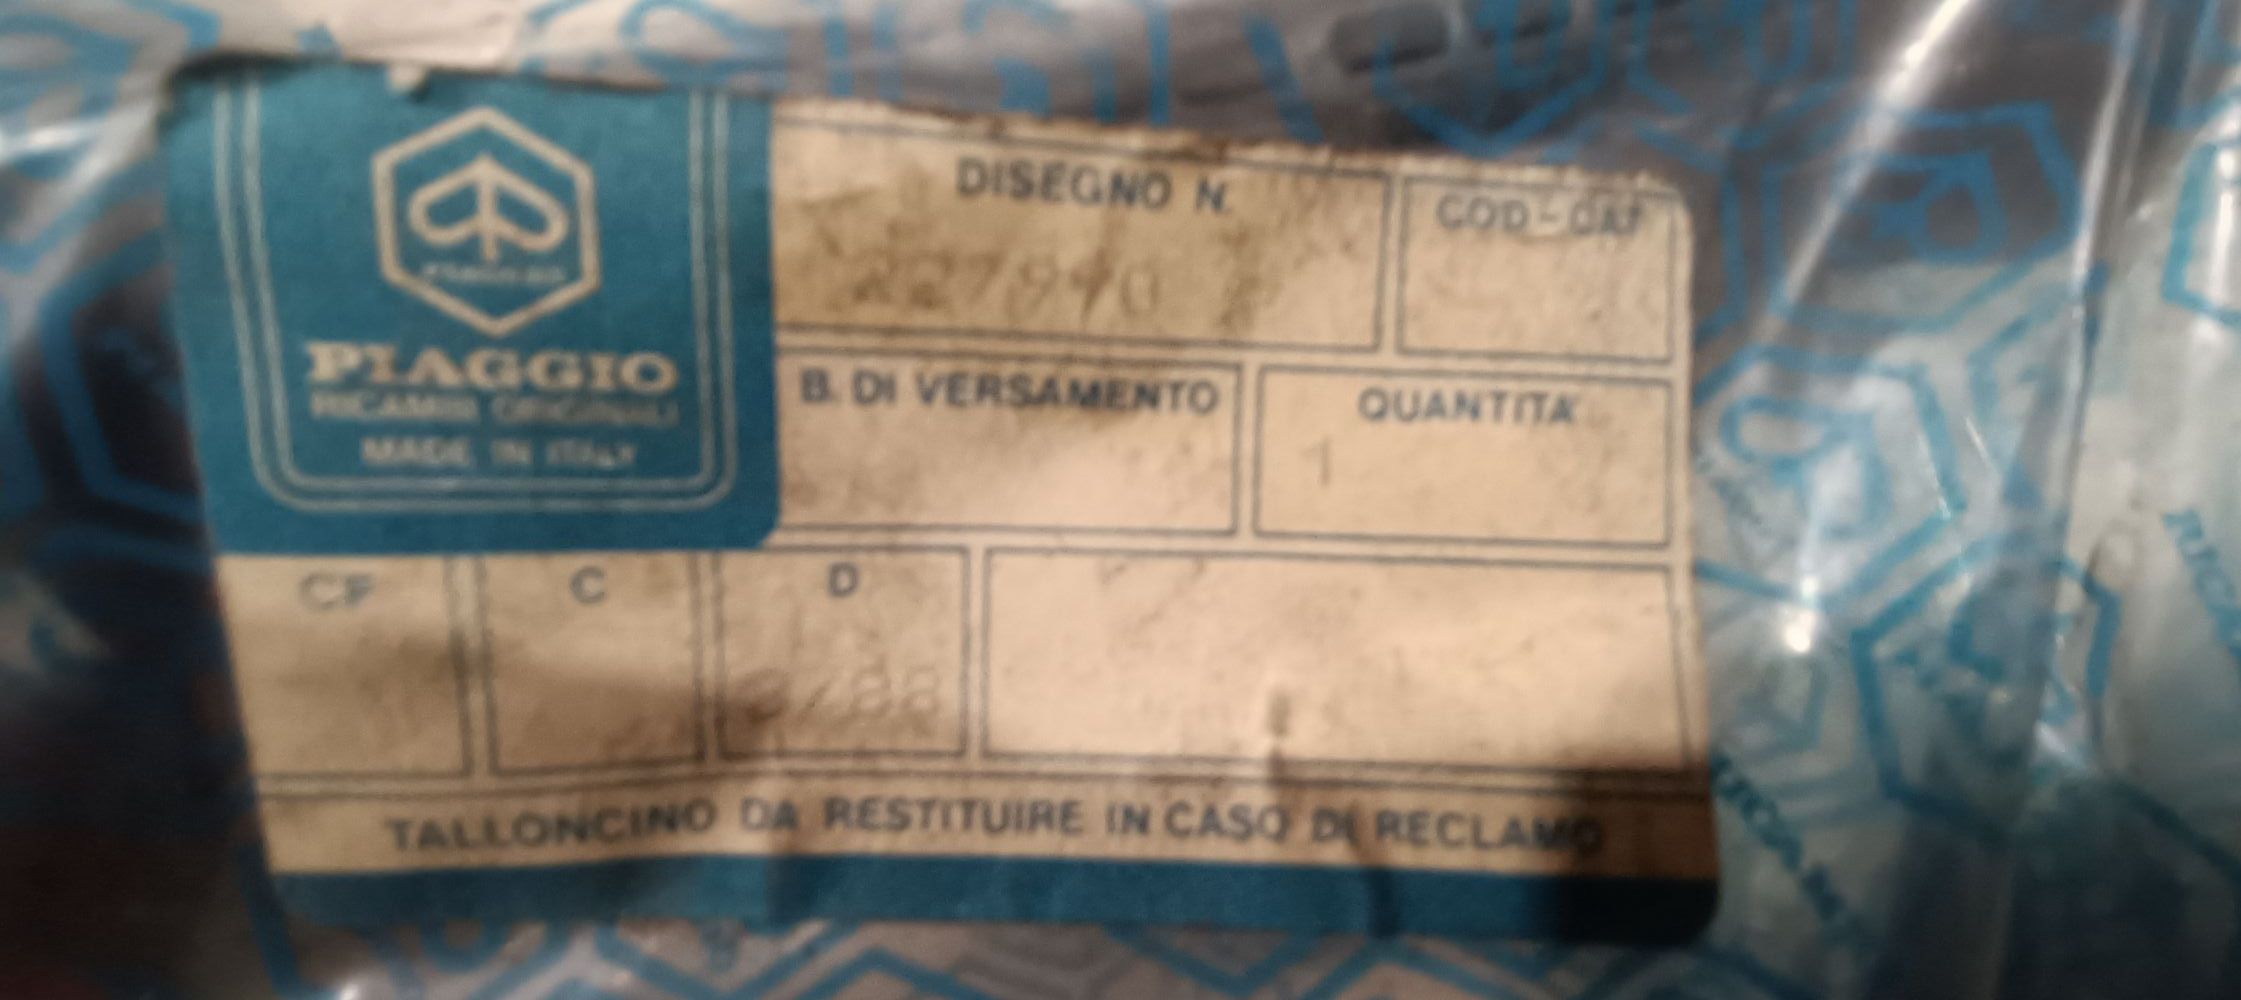 DISEGNO N.
COD-CAT
227940
PIAGGIO
RICAMBI ORIGINALI
MADE IN ITALY
B. DI VERSAMENTO
QUANTITA'
1
CF
C
D
TALLONCINO DA RESTITUIRE IN CASO DI RECLAMO